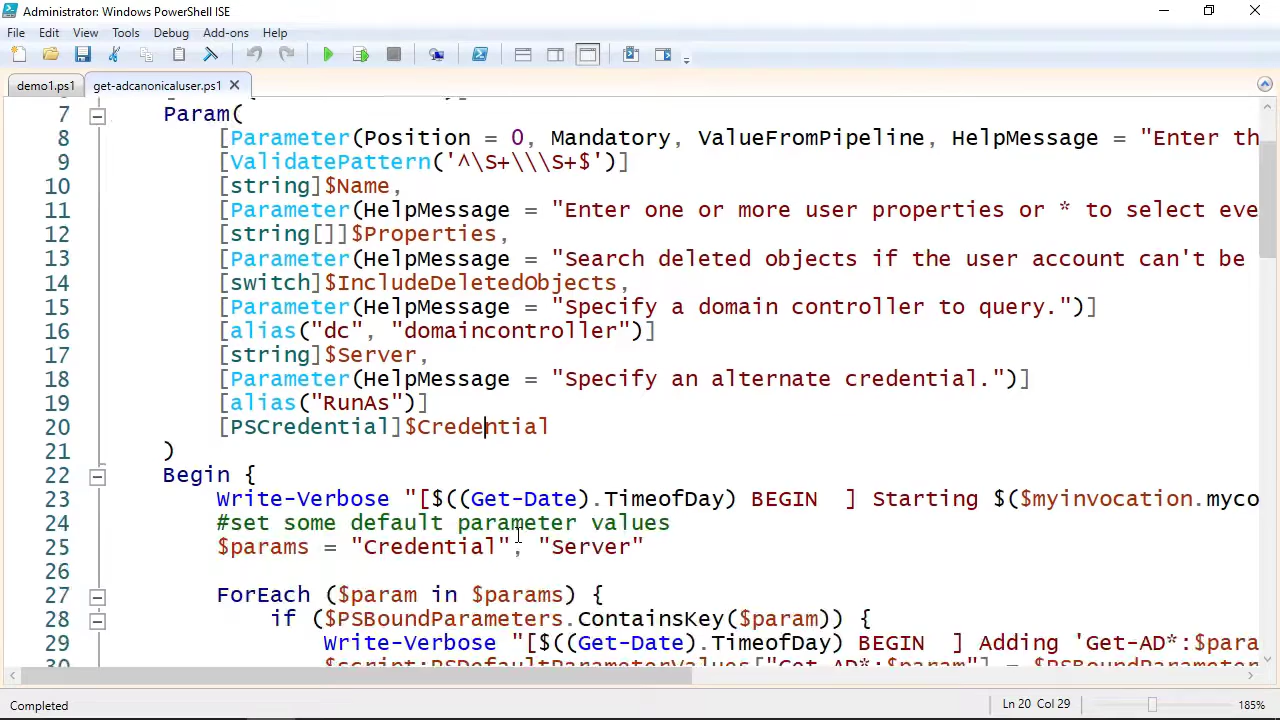 Administrator: Windows PowerShell ISE
File Edit View Tools Debug Add-ons Help
demo1.ps1 get-adcanonicaluser.ps1
7 Param(
8 [Parameter(Position = 0, Mandatory, ValueFromPipeline, HelpMessage = "Enter th
9 [ValidatePattern('^\S+\\\S+$')]
10 [string]$Name,
11 [Parameter(HelpMessage = "Enter one or more user properties or * to select eve
12 [string[]]$Properties,
13 [Parameter(HelpMessage = "Search deleted objects if the user account can't be
14 [switch]$IncludeDeletedObjects,
15 [Parameter(HelpMessage = "Specify a domain controller to query.")]
16 [alias("dc", "domaincontroller")]
17 [string]$Server,
18 [Parameter(HelpMessage = "Specify an alternate credential.")]
19 [alias("RunAs")]
20 [PSCredential]$Credential
21 )
22 Begin {
23 Write-Verbose "[$((Get-Date).TimeofDay) BEGIN ] Starting $($myinvocation.myco
24 #set some default parameter values
25 $params = "Credential", "Server"
26
27 ForEach ($param in $params) {
28 if ($PSBoundParameters.ContainsKey($param)) {
29 Write-Verbose "[$((Get-Date).TimeofDay) BEGIN ] Adding 'Get-AD*:$para
30 $script:PSDefaultParameterValues["Get-AD*:$param"] = $PSBoundParameter
Completed Ln 20 Col 29 185%